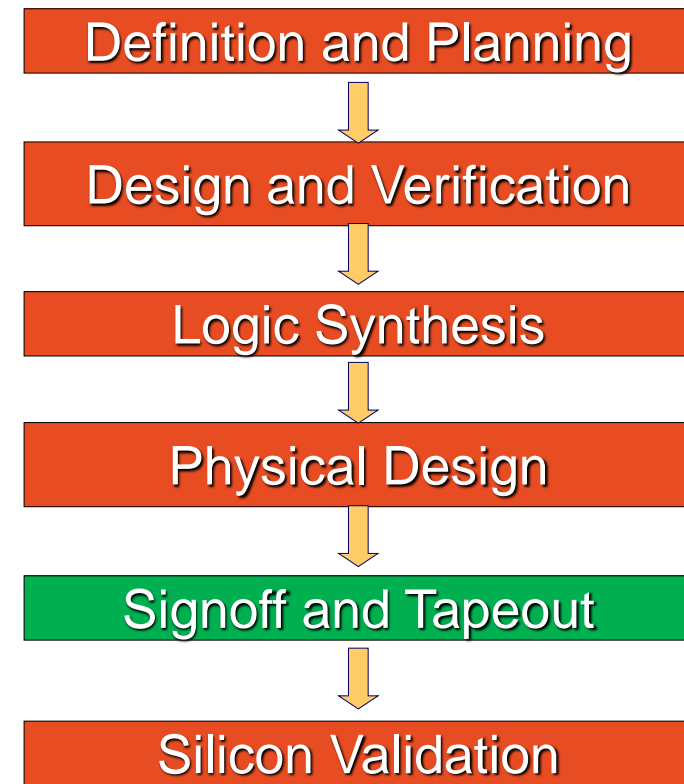 Definition and Planning
Design and Verification
Logic Synthesis
Physical Design
Signoff and Tapeout
Silicon Validation